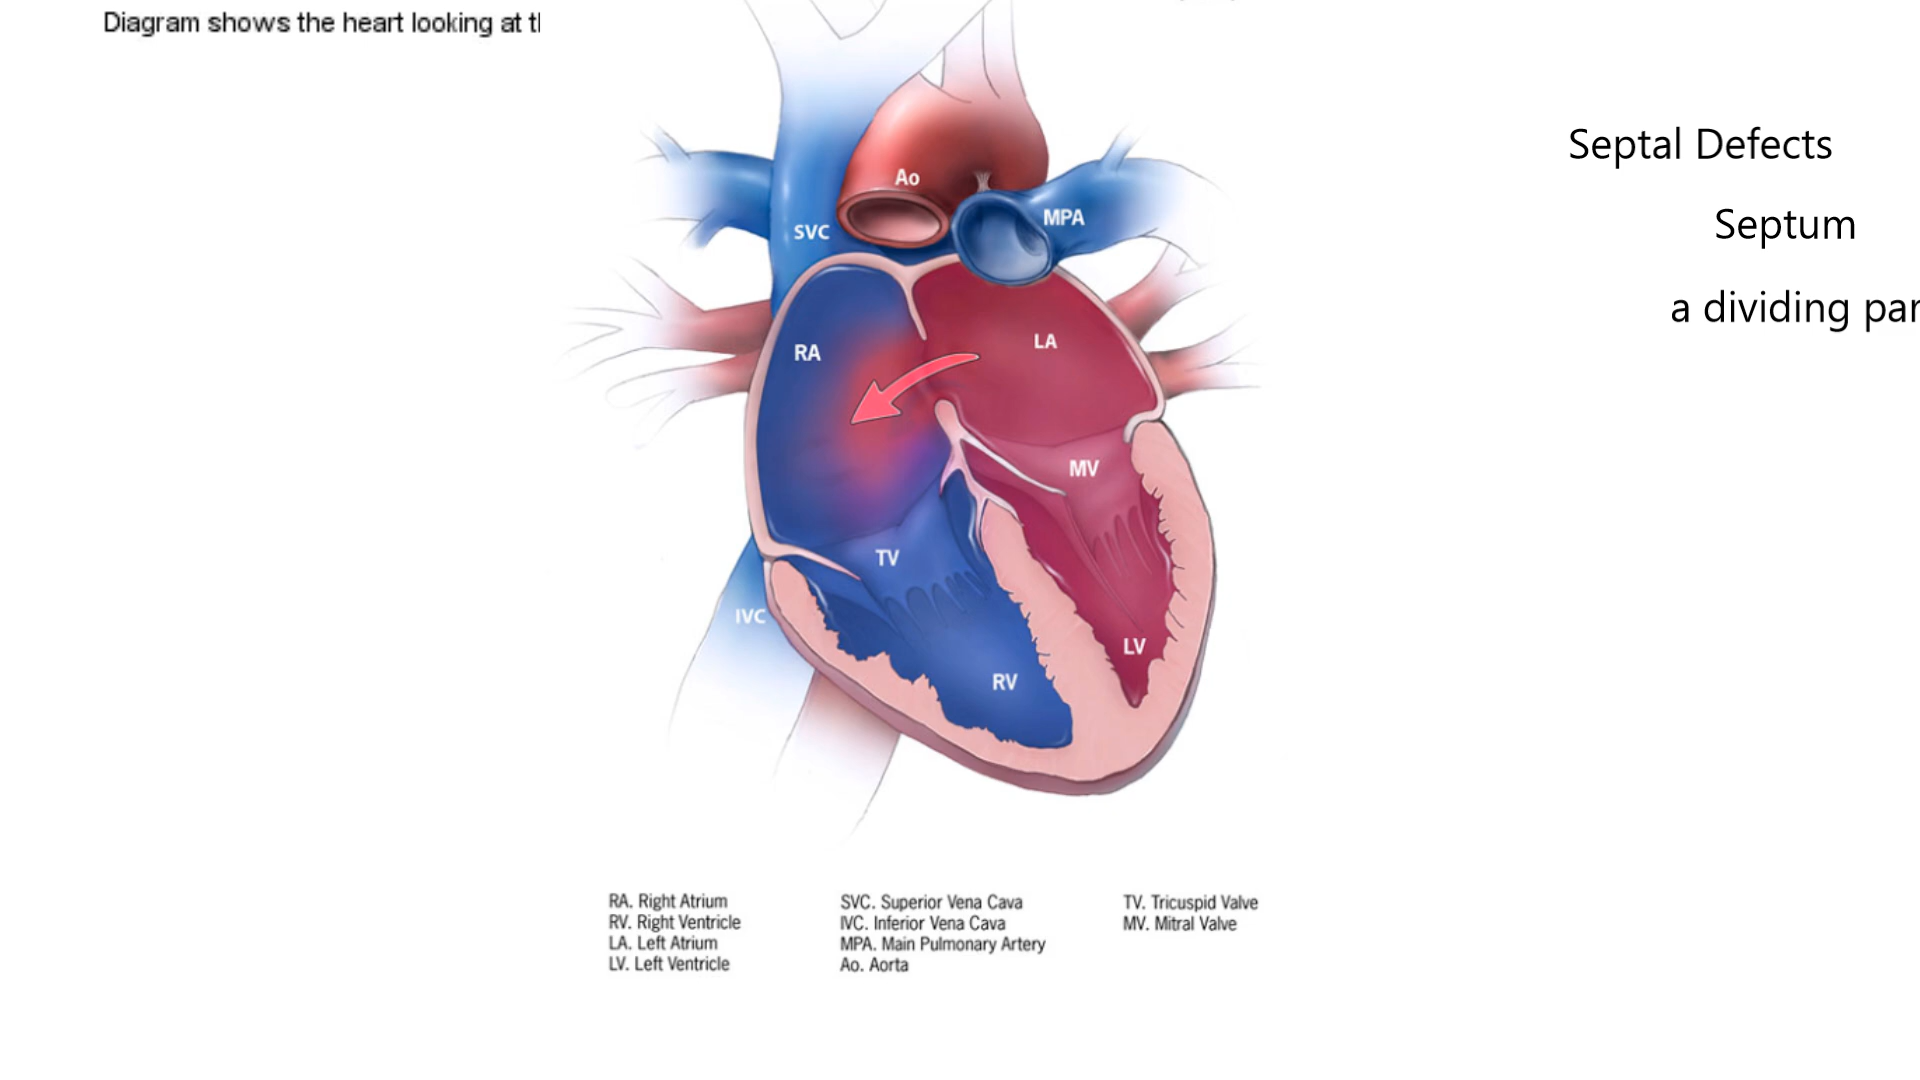 Diagram shows the heart looking at
Septal Defects
Septum
a dividing
Ao
MPA
SVC
LA
RA
MV
TV
IVC
LV
RV
RA. Right Atrium
RV. Right Ventricle
LA. Left Atrium
LV. Left Ventricle
SVC. Superior Vena Cava
IVC. Inferior Vena Cava
MPA. Main Pulmonary Artery
Ao. Aorta
TV. Tricuspid Valve
MV. Mitral Valve